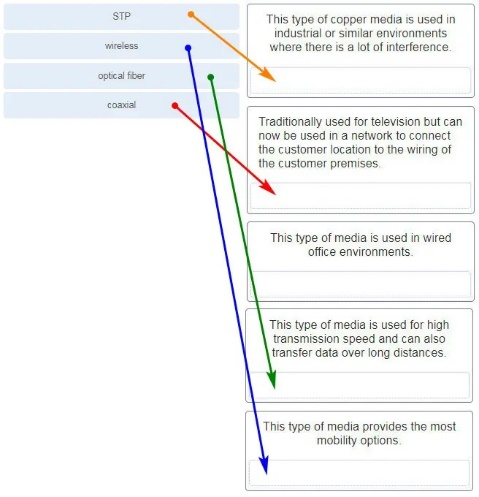 STP
wireless
optical fiber
coaxial
This type of copper media is used in
industrial or similar environments
where there is a lot of interference.
Traditionally used for television but can
now be used in a network to connect
the customer location to the wiring of
the customer premises.
This type of media is used in wired
office environments.
This type of media is used for high
transmission speed and can also
transfer data over long distances.
This type of media provides the most
mobility options.